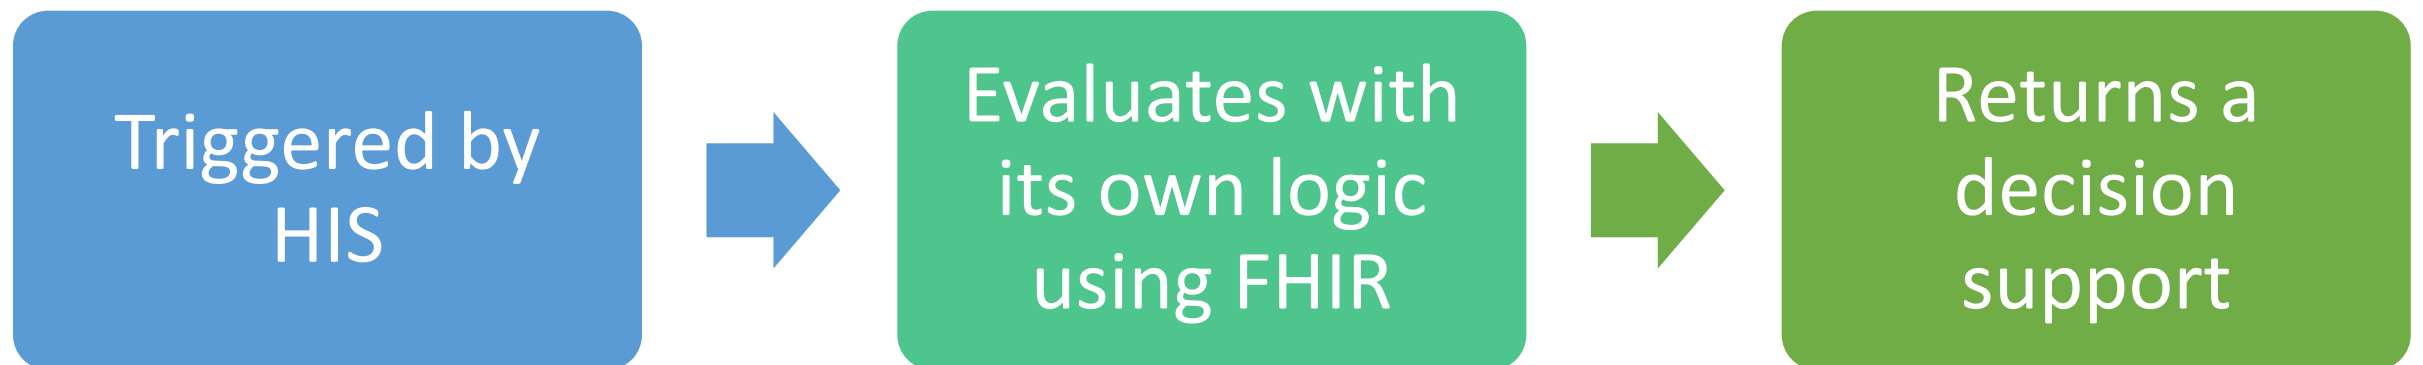 Triggered by
HIS
Evaluates with
its own logic
using FHIR
Returns a
decision
support